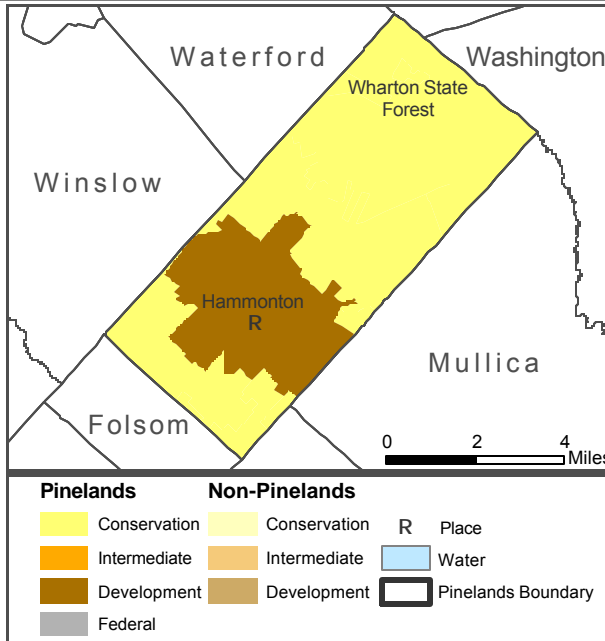 Waterford
Washington
Wharton State
Forest
Winslow
Hammonton
R
Mullica
Folsom
0 2 4
Miles
Pinelands Non-Pinelands
Conservation Conservation R Place
Intermediate Intermediate Water
Development Development Pinelands Boundary
Federal